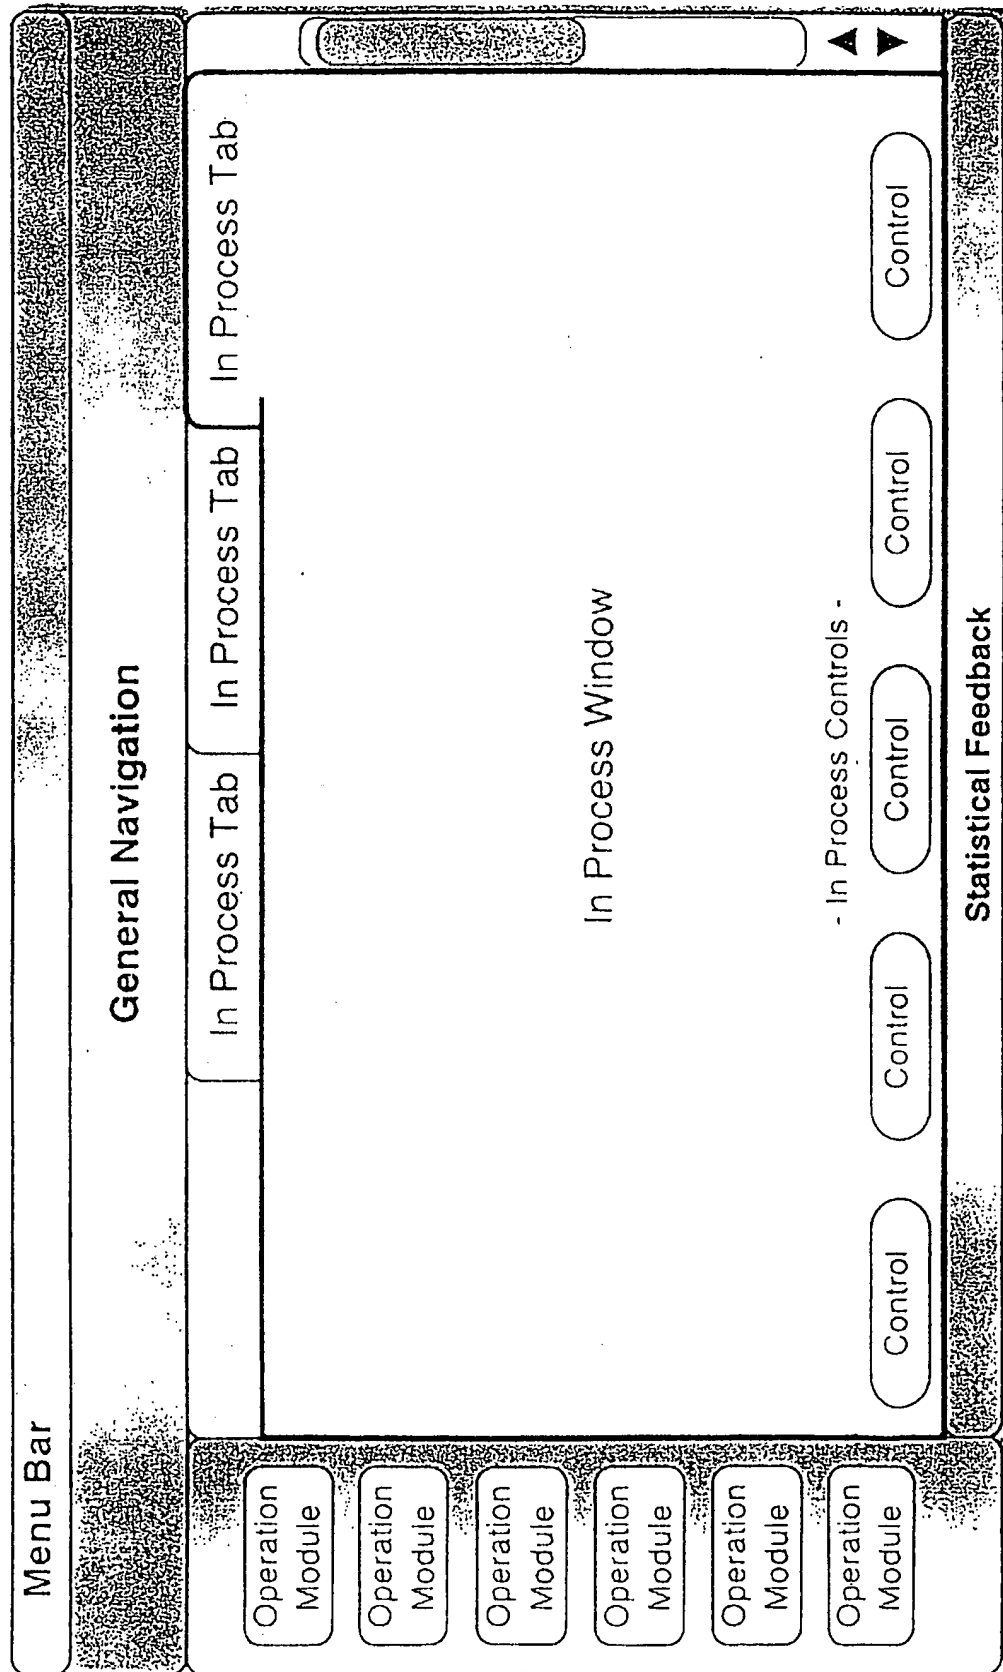 Menu Bar
General Navigation
In Process Tab
In Process Tab
In Process Tab
Operation
Module
Operation
Module
Operation
Module
Operation
Module
Operation
Module
Operation
Module
In Process Window
- In Process Controls -
Control
Control
Control
Control
Control
Statistical Feedback